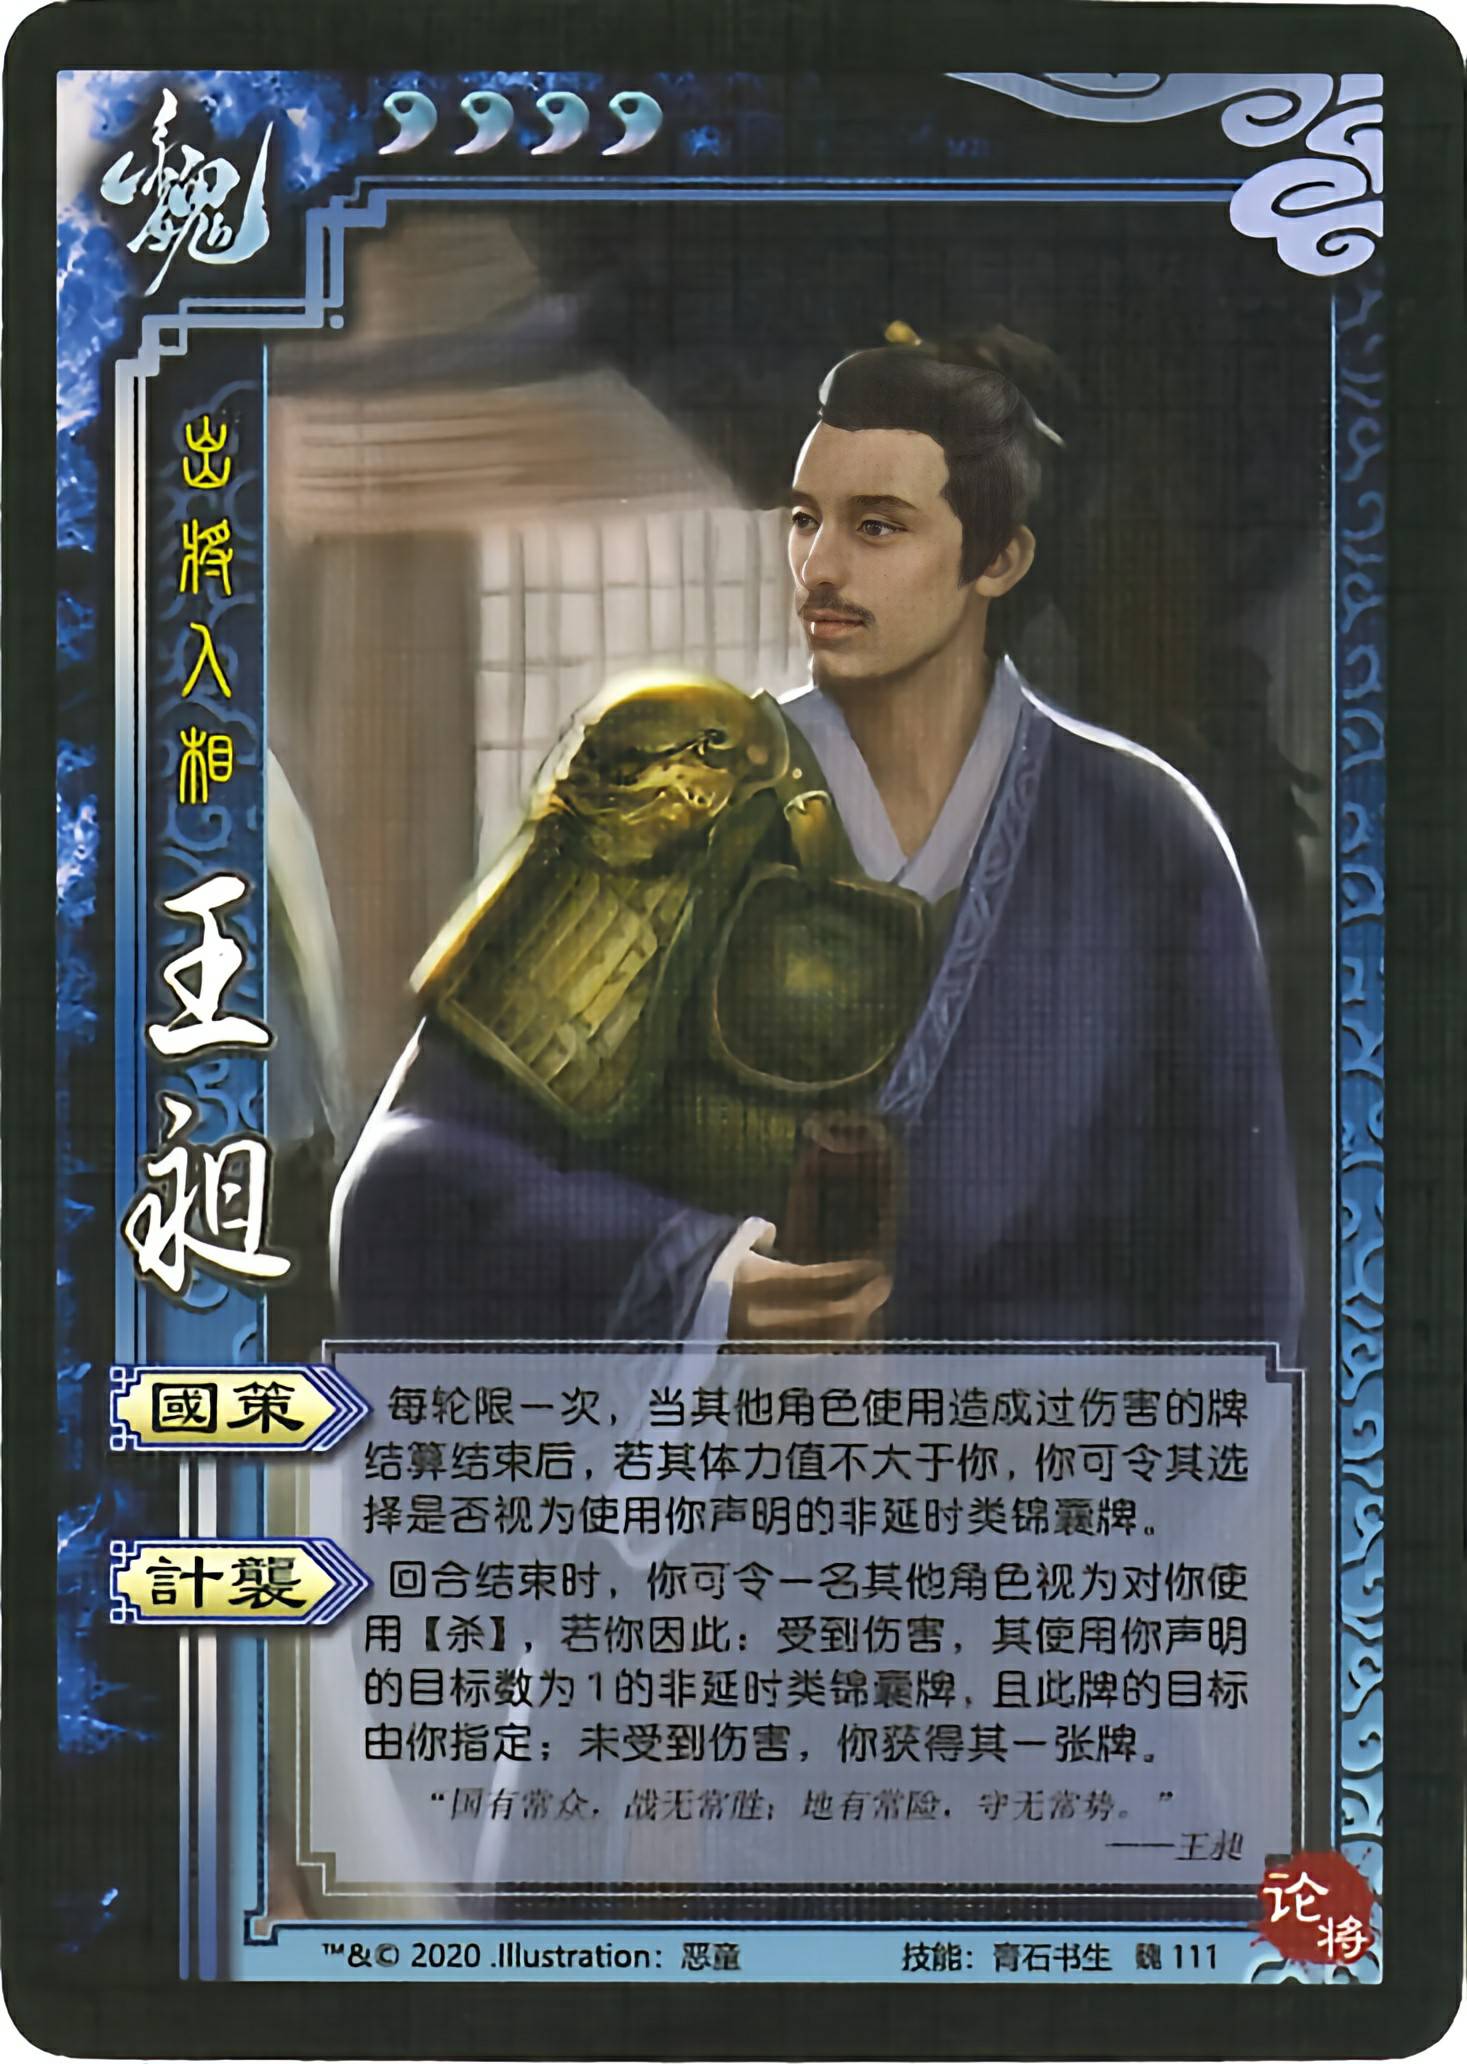 魏
出将入相
王昶
國策
每轮限一次，当其他角色使用造成过伤害的牌
结算结束后，若其体力值不大于你，你可令其选
择是否视为使用你声明的非延时类锦囊牌。
計襲
回合结束时，你可令一名其他角色视为对你使
用【杀】，若你因此：受到伤害，其使用你声明
的目标数为1的非延时类锦囊牌，且此牌的目标
由你指定；未受到伤害，你获得其一张牌。
“国有常众，战无常胜；地有常险，守无常势。”
——王昶
论将
™&© 2020 .Illustration：恶童
技能：青石书生 魏 111